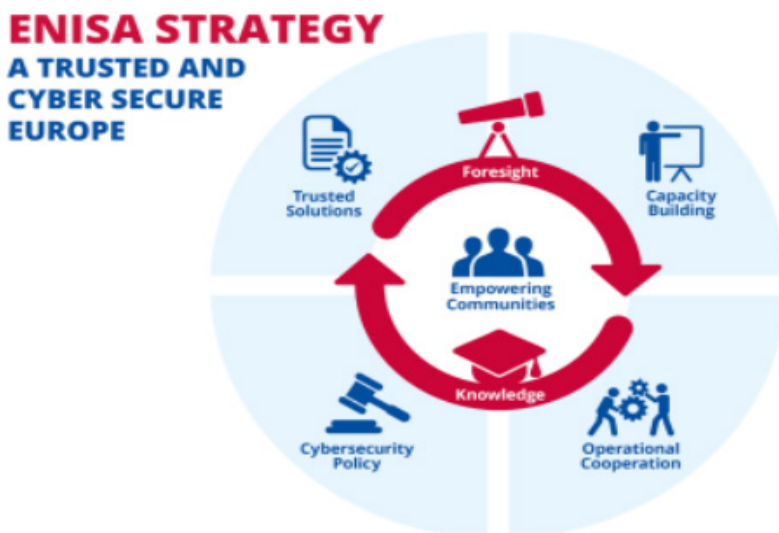 ENISA STRATEGY
A TRUSTED AND
CYBER SECURE
EUROPE
Foresight
Trusted
Solutions
Capacity
Building
Empowering
Communities
Knowledge
Cybersecurity
Policy
Operational
Cooperation